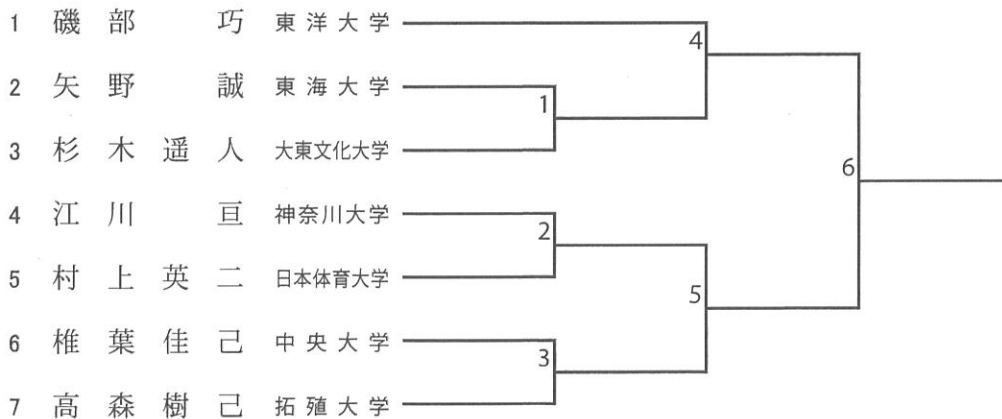 1 磯部 巧 東洋大学
4
2 矢野 誠 東海大学
1
3 杉木遥人 大東文化大学
6
4 江川 亘 神奈川大学
2
5 村上英二 日本体育大学
5
6 椎葉佳己 中央大学
3
7 高森樹己 拓殖大学